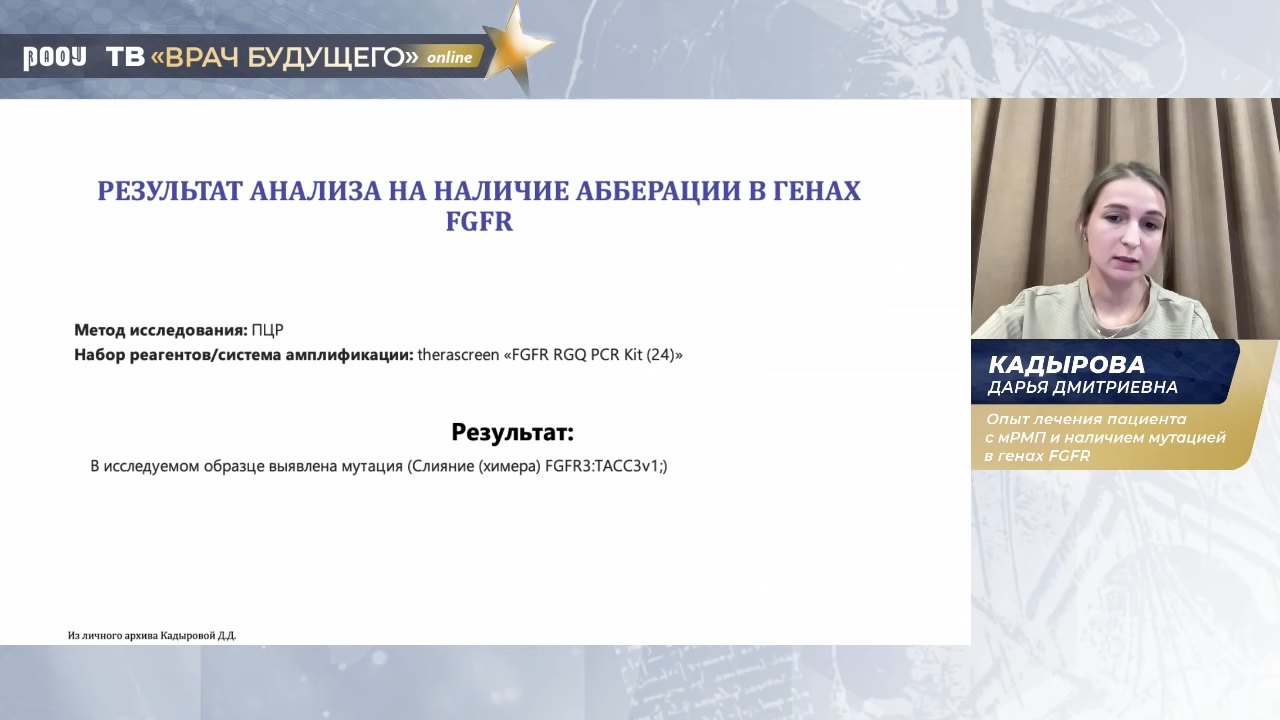 РООУ ТВ «ВРАЧ БУДУЩЕГО» online
РЕЗУЛЬТАТ АНАЛИЗА НА НАЛИЧИЕ АББЕРАЦИИ В ГЕНАХ
FGFR
Метод исследования: ПЦР
Набор реагентов/система амплификации: therascreen «FGFR RGQ PCR Kit (24)»
Результат:
В исследуемом образце выявлена мутация (Слияние (химера) FGFR3:TACC3v1;)
Из личного архива Кадыровой Д.Д.
КАДЫРОВА
ДАРЬЯ ДМИТРИЕВНА
Опыт лечения пациента
с мРМП и наличием мутацией
в генах FGFR